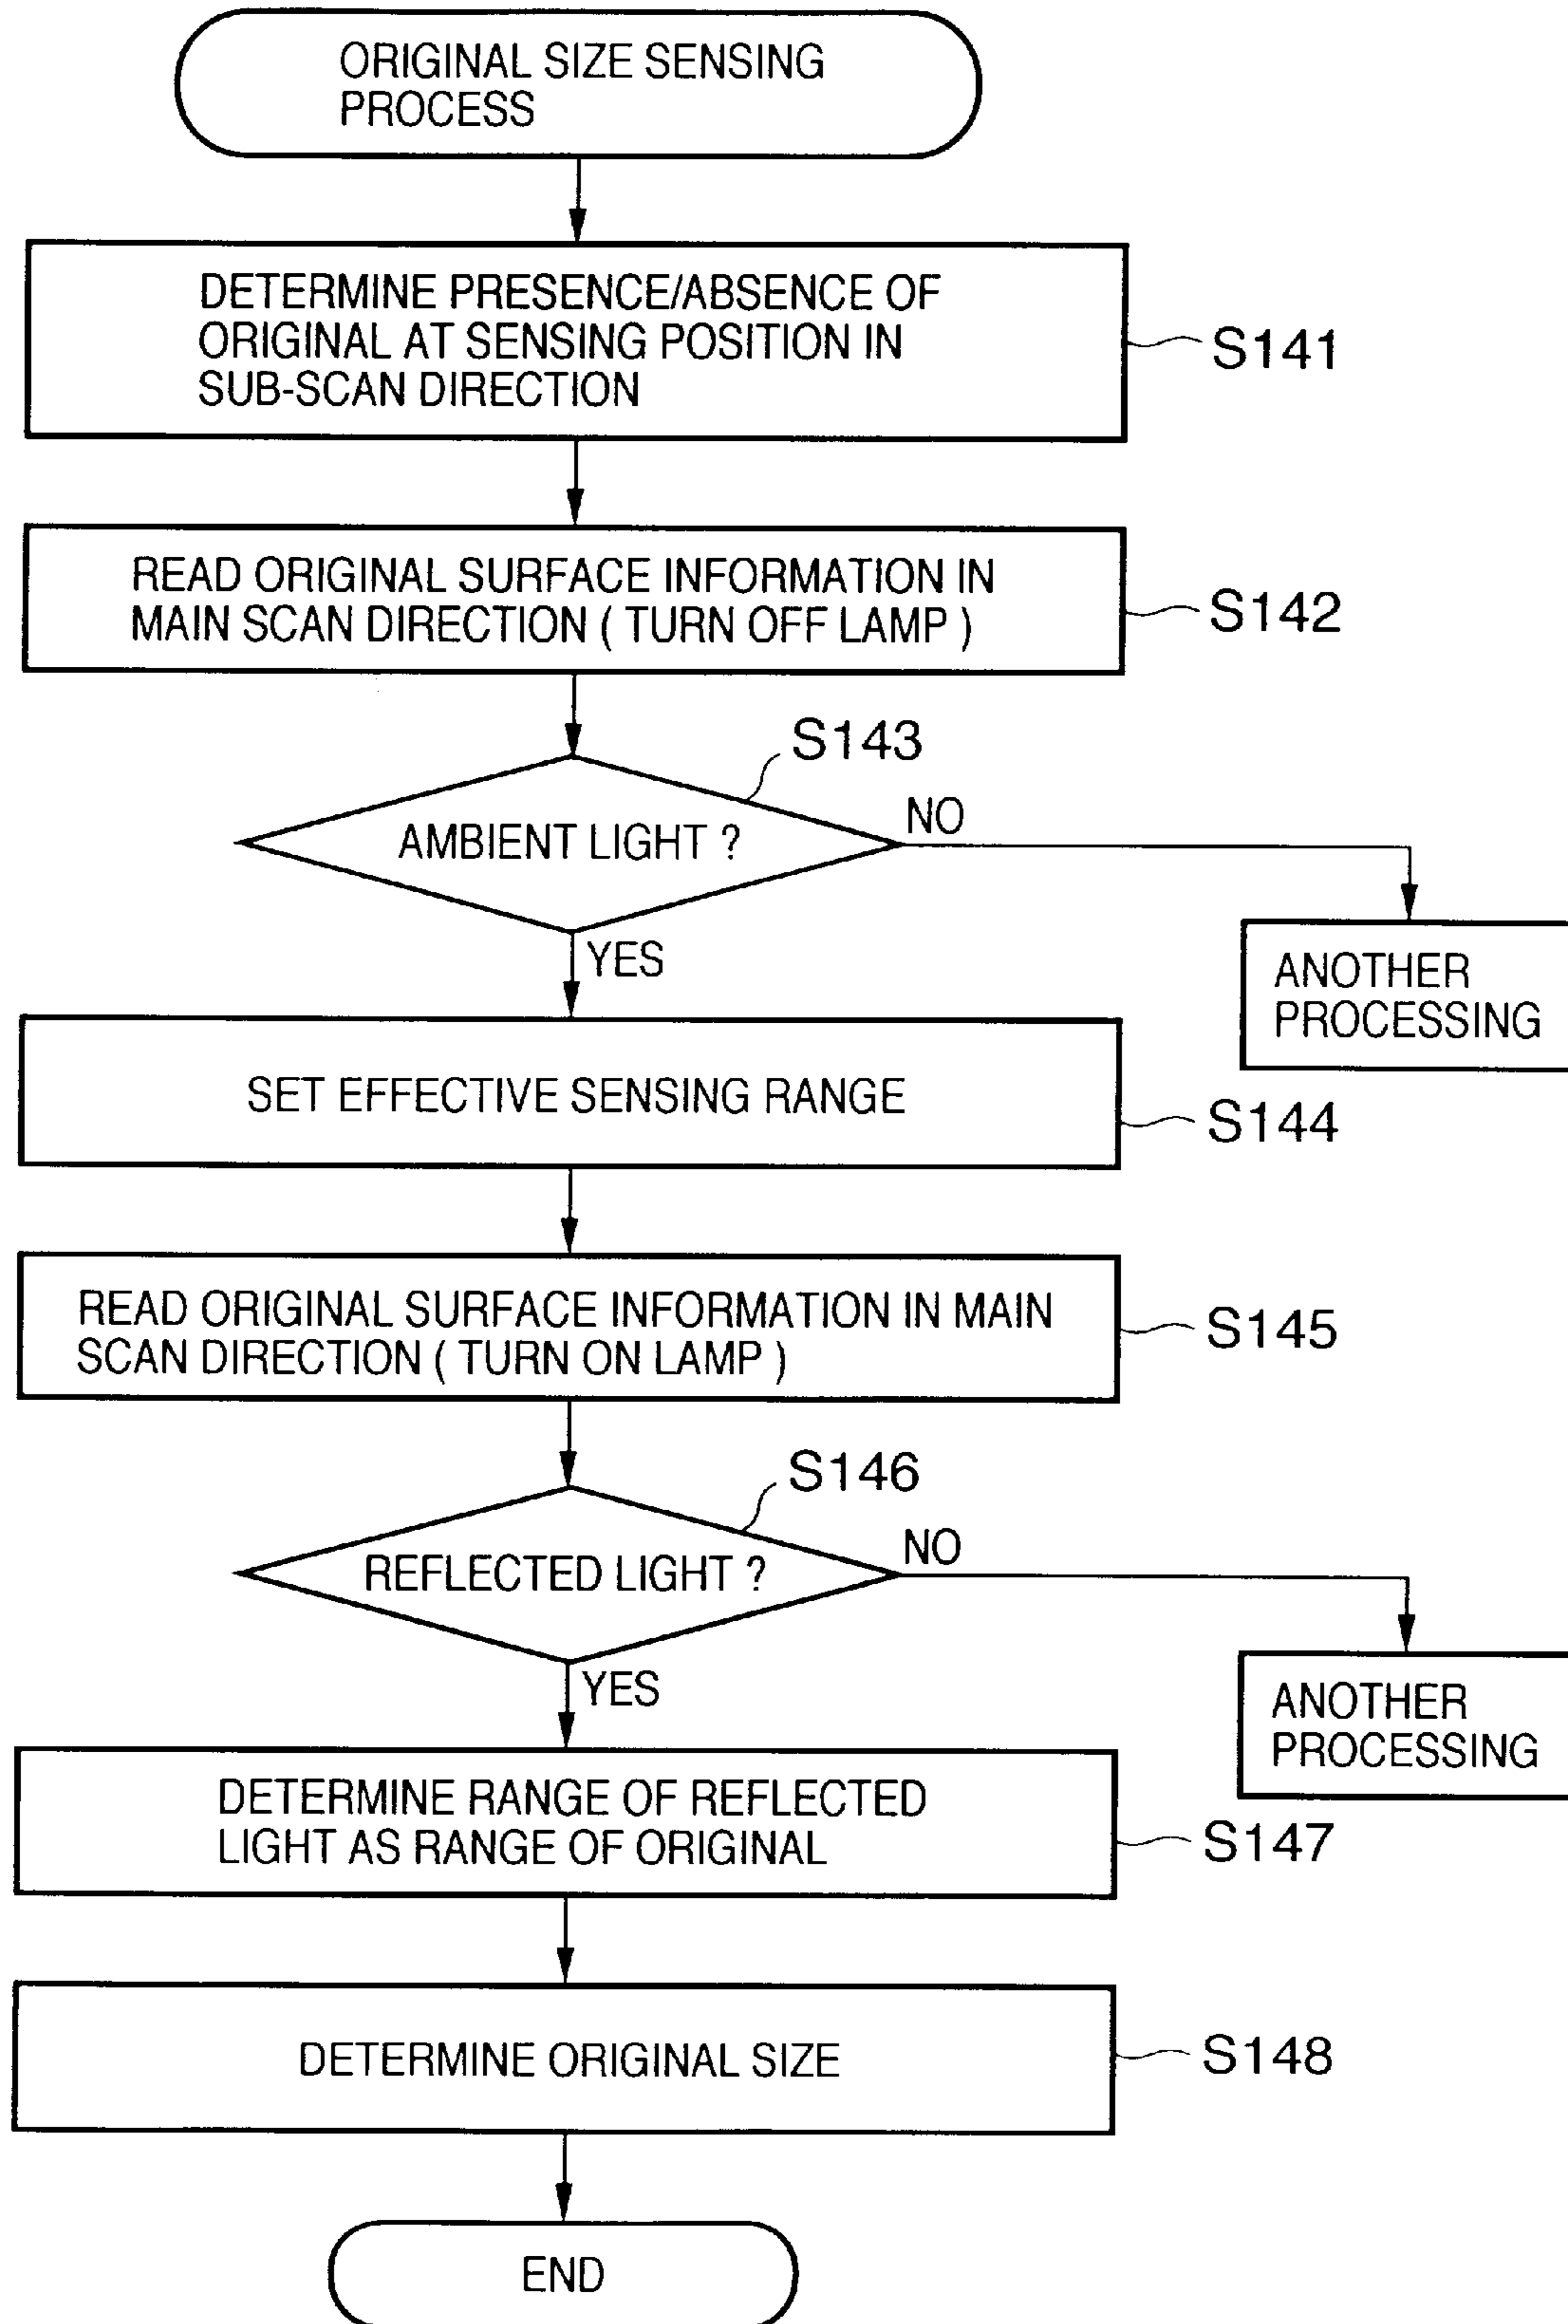 ORIGINAL SIZE SENSING
PROCESS
DETERMINE PRESENCE/ABSENCE OF
ORIGINAL AT SENSING POSITION IN
SUB-SCAN DIRECTION
S141
READ ORIGINAL SURFACE INFORMATION IN
MAIN SCAN DIRECTION ( TURN OFF LAMP )
S142
S143
AMBIENT LIGHT ?
NO
YES
ANOTHER
PROCESSING
SET EFFECTIVE SENSING RANGE
S144
READ ORIGINAL SURFACE INFORMATION IN MAIN
SCAN DIRECTION ( TURN ON LAMP )
S145
S146
REFLECTED LIGHT ?
NO
YES
ANOTHER
PROCESSING
DETERMINE RANGE OF REFLECTED
LIGHT AS RANGE OF ORIGINAL
S147
DETERMINE ORIGINAL SIZE
S148
END